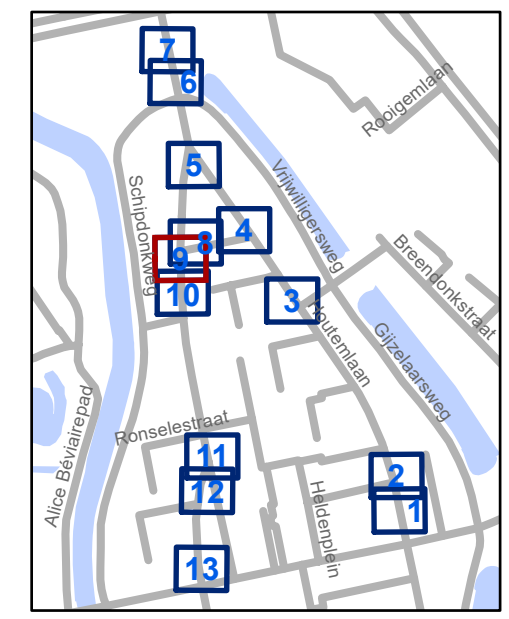 7
6
Rooigemlaan
5
Vrijwilligersweg
Schipdonkweg
4
8
9
Breendonkstraat
10
3
Houtemlaan
Gijzelaarsweg
Alice Béviairepad
Ronselestraat
11
2
12
Heldenplein
1
13